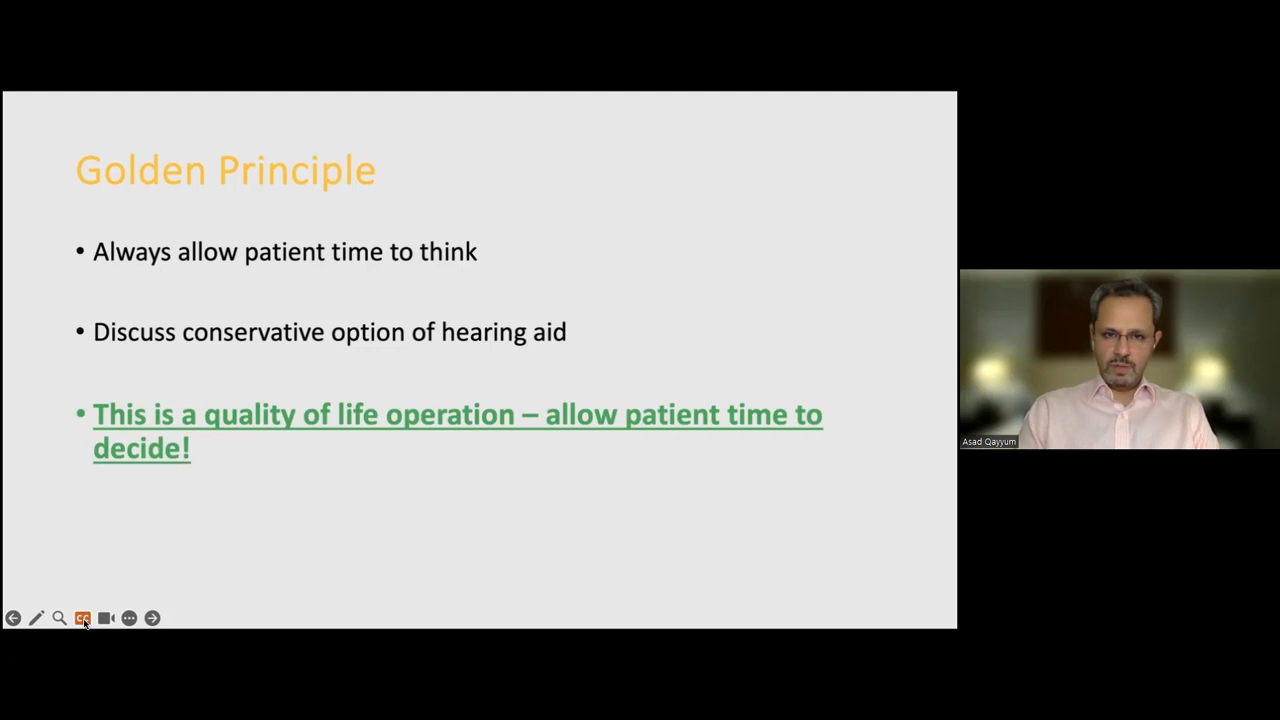 Golden Principle
• Always allow patient time to think
• Discuss conservative option of hearing aid
• This is a quality of life operation – allow patient time to
decide!
Asad Qayyum
CC